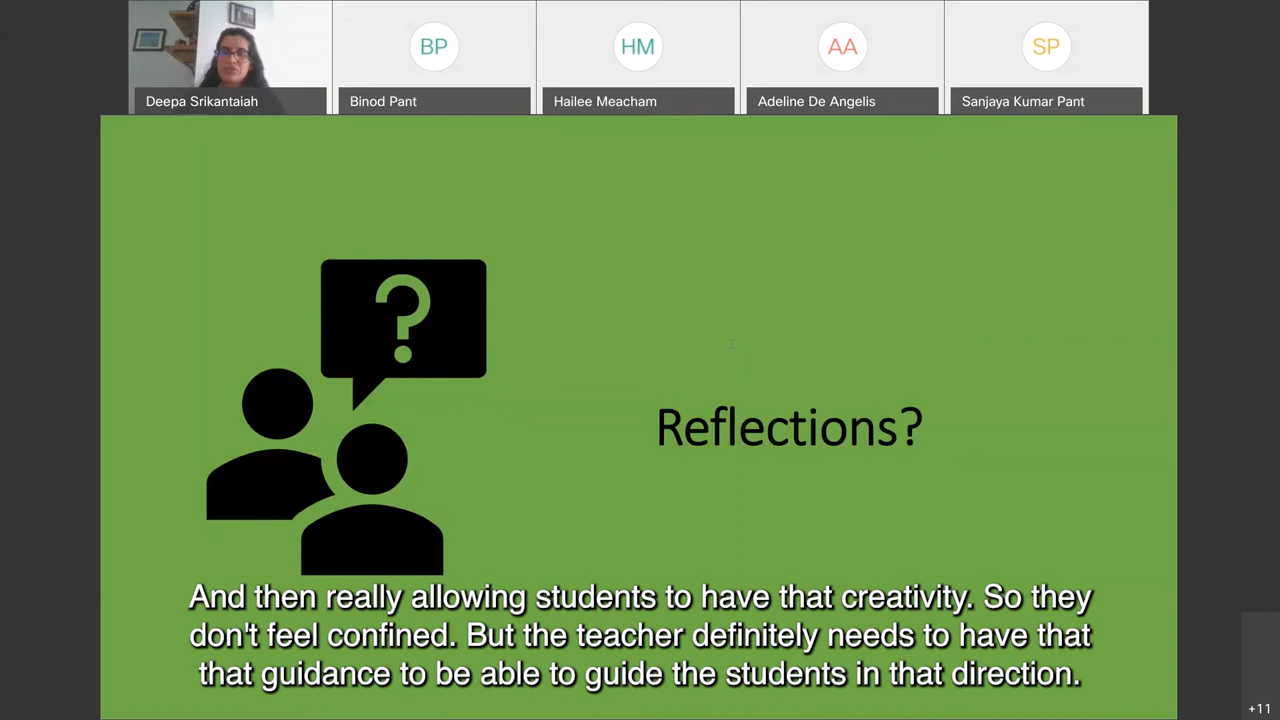 BP
HM
AA
SP
Deepa Srikantaiah
Binod Pant
Hailee Meacham
Adeline De Angelis
Sanjaya Kumar Pant
?
Reflections?
And then really allowing students to have that creativity. So they
don't feel confined. But the teacher definitely needs to have that
that guidance to be able to guide the students in that direction.
+11